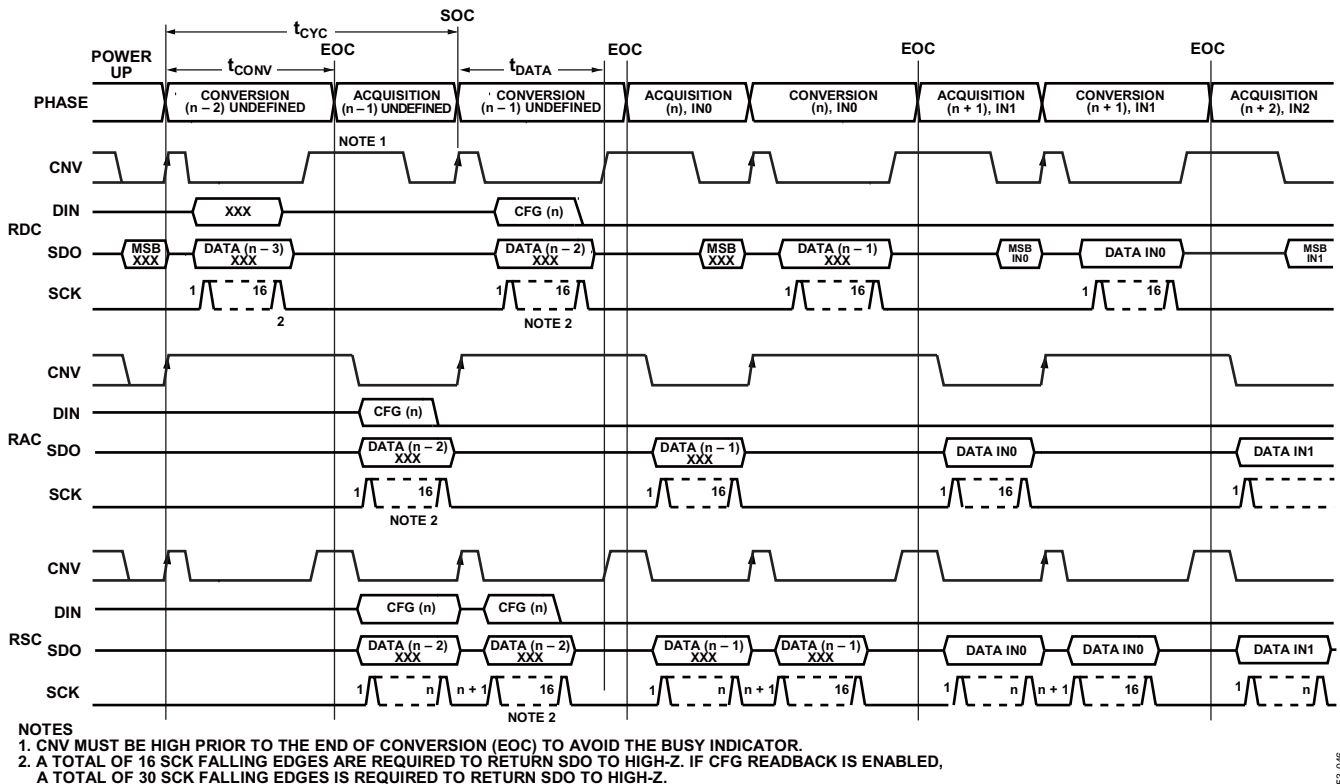 SOC
tCYC
POWER UP
EOC
EOC
EOC
EOC
tCONV
tDATA
PHASE
CONVERSION (n – 2) UNDEFINED
ACQUISITION (n – 1) UNDEFINED
CONVERSION (n – 1) UNDEFINED
ACQUISITION (n), IN0
CONVERSION (n), IN0
ACQUISITION (n + 1), IN1
CONVERSION (n + 1), IN1
ACQUISITION (n + 2), IN2
NOTE 1
CNV
RDC
DIN
XXX
CFG (n)
SDO
MSB XXX
DATA (n – 3) XXX
DATA (n – 2) XXX
MSB XXX
DATA (n – 1) XXX
MSB IN0
DATA IN0
MSB IN1
SCK
1 16
1 16
1 16
1 16
2
NOTE 2
CNV
RAC
DIN
CFG (n)
SDO
DATA (n – 2) XXX
DATA (n – 1) XXX
DATA IN0
DATA IN1
SCK
1 16
1 16
1 16
1
NOTE 2
CNV
RSC
DIN
CFG (n)
CFG (n)
SDO
DATA (n – 2) XXX
DATA (n – 2) XXX
DATA (n – 1) XXX
DATA (n – 1) XXX
DATA IN0
DATA IN0
DATA IN1
SCK
1 n n + 1 16
1 n n + 1 16
1 n n + 1 16
1 n
NOTE 2
NOTES
1. CNV MUST BE HIGH PRIOR TO THE END OF CONVERSION (EOC) TO AVOID THE BUSY INDICATOR.
2. A TOTAL OF 16 SCK FALLING EDGES ARE REQUIRED TO RETURN SDO TO HIGH-Z. IF CFG READBACK IS ENABLED,
A TOTAL OF 30 SCK FALLING EDGES IS REQUIRED TO RETURN SDO TO HIGH-Z.